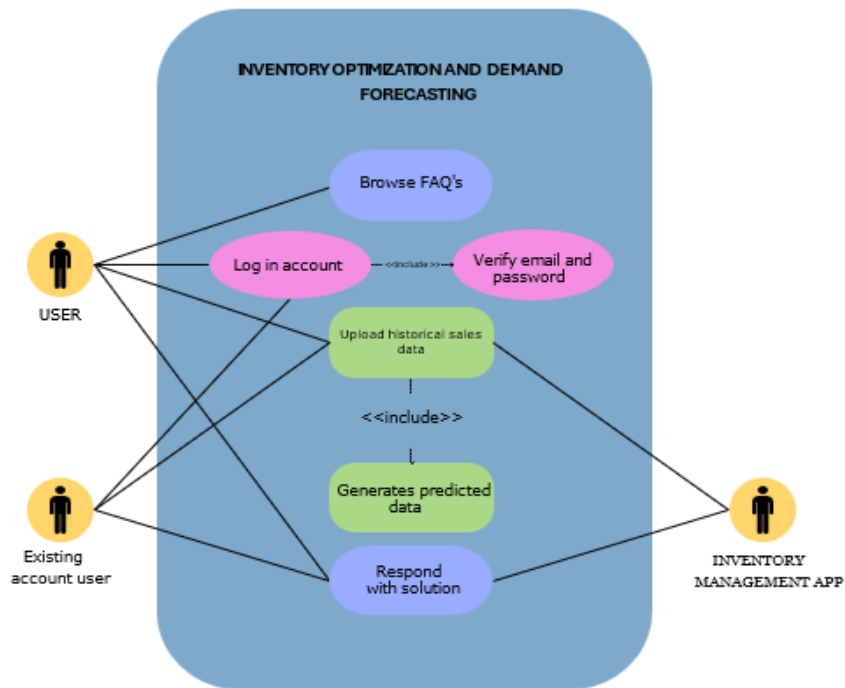 INVENTORY OPTIMIZATION AND DEMAND
FORECASTING
Browse FAQ's
Log in account
<<include>>
Verify email and
password
USER
Upload historical sales
data
<<include>>
Generates predicted
data
Existing
account user
Respond
with solution
INVENTORY
MANAGEMENT APP